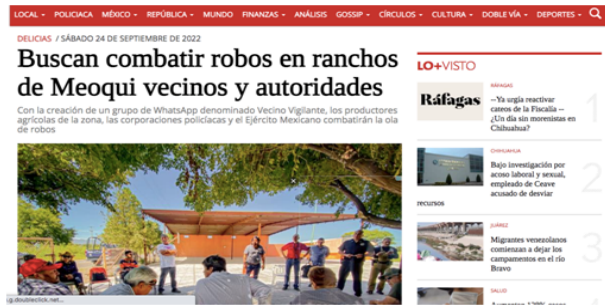 LOCAL - POLICIACA MÉXICO - REPÚBLICA - MUNDO FINANZAS - ANÁLISIS GOSSIP - CÍRCULOS - CULTURA - DOBLE VÍA - DEPORTES -
DELICIAS / SÁBADO 24 DE SEPTIEMBRE DE 2022
Buscan combatir robos en ranchos
de Meoqui vecinos y autoridades
Con la creación de un grupo de WhatsApp denominado Vecino Vigilante, los productores
agrícolas de la zona, las corporaciones policíacas y el Ejército Mexicano combatirán la ola
de robos
g.doubleclick.net...
LO+VISTO
Ráfagas
RÁFAGAS
--Ya urgía reactivar
cateos de la Fiscalía --
¿Un día sin morenistas en
Chihuahua?
1
CHIHUAHUA
Bajo investigación por
acoso laboral y sexual,
empleado de Ceave
acusado de desviar
recursos
2
JUÁREZ
Migrantes venezolanos
comienzan a dejar los
campamentos en el río
Bravo
3
SALUD